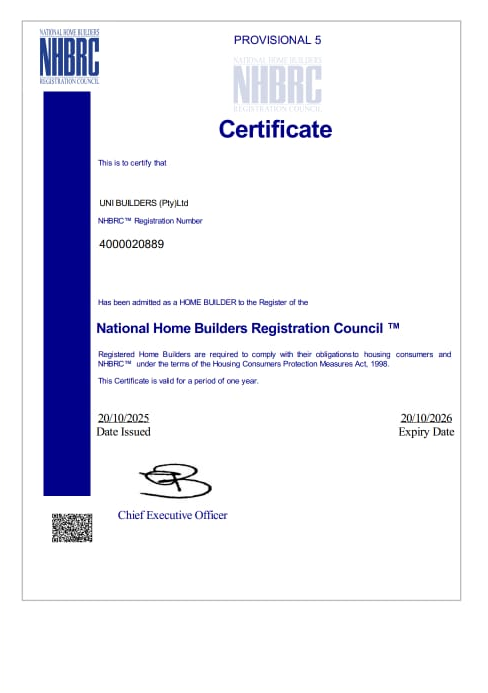 NATIONAL HOME BUILDERS
NHBRC
REGISTRATION COUNCIL
PROVISIONAL 5
NATIONAL HOME BUILDERS
NHBRC
REGISTRATION COUNCIL
Certificate
This is to certify that
UNI BUILDERS (Pty)Ltd
NHBRC™ Registration Number
4000020889
Has been admitted as a HOME BUILDER to the Register of the
National Home Builders Registration Council ™
Registered Home Builders are required to comply with their obligationsto housing consumers and
NHBRC™ under the terms of the Housing Consumers Protection Measures Act, 1998.
This Certificate is valid for a period of one year.
20/10/2025
Date Issued
20/10/2026
Expiry Date
Chief Executive Officer